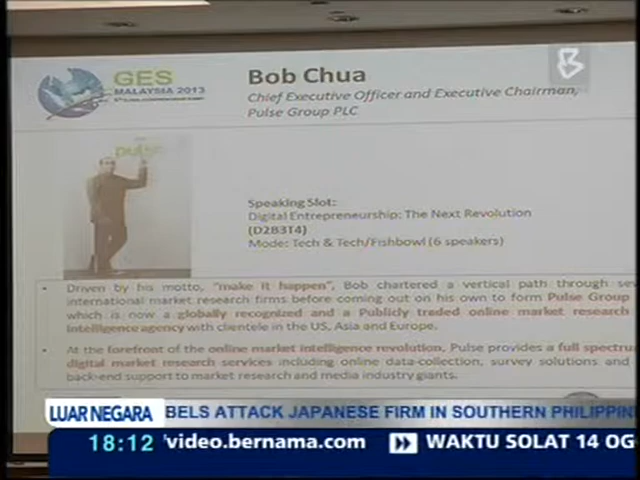 GES
MALAYSIA 2013
Bob Chua
Chief Executive Officer and Executive Chairman,
Pulse Group PLC
pulse
Speaking Slot:
Digital Entrepreneurship: The Next Revolution
(D2B3T4)
Mode: Tech & Tech/Fishbowl (6 speakers)
• Driven by his motto, "make it happen", Bob chartered a vertical path through
international market research firms before coming out on his own to form Pulse Group
which is now a globally recognized and a Publicly traded online market research
intelligence agency with clientele in the US, Asia and Europe.
• At the forefront of the online market intelligence revolution, Pulse provides a full
digital market research services including online data-collection, survey solutions and
back-end support to market research and media industry giants.
LUAR NEGARA BELS ATTACK JAPANESE FIRM IN SOUTHERN PHILIPPIN
18:12 video.bernama.com WAKTU SOLAT 14 OG